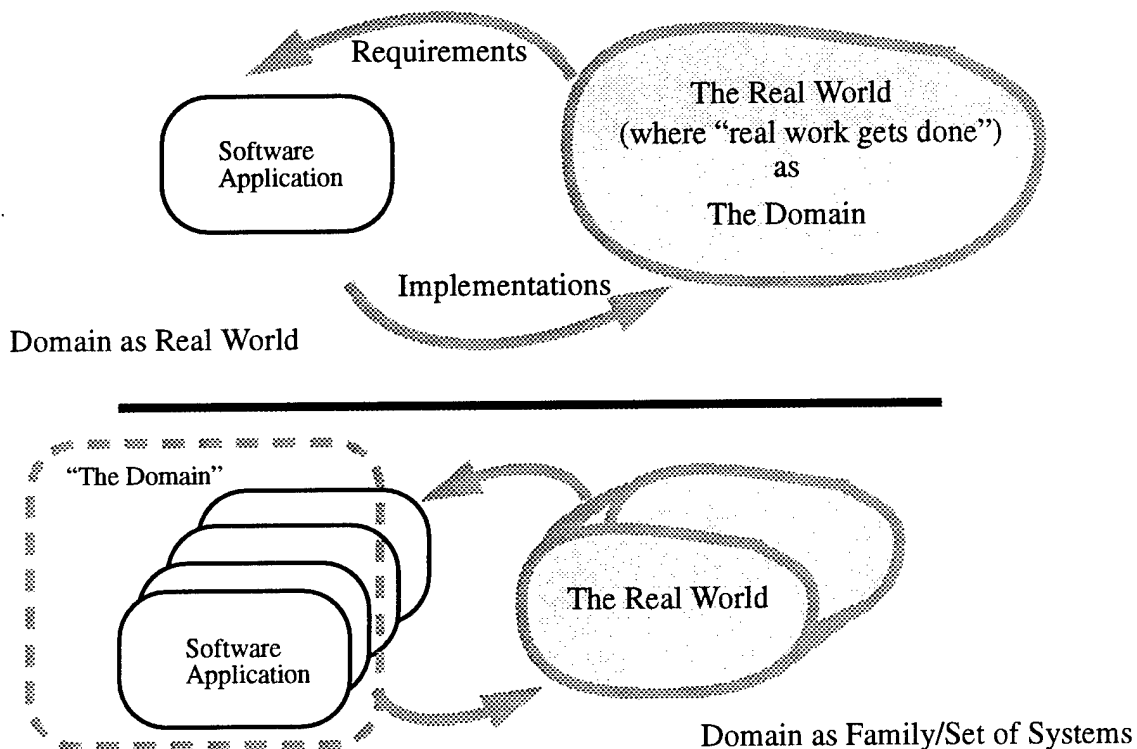 Requirements
The Real World
(where “real work gets done”)
as
The Domain
Software
Application
Implementations
Domain as Real World
“The Domain”
The Real World
Software
Application
Domain as Family/Set of Systems